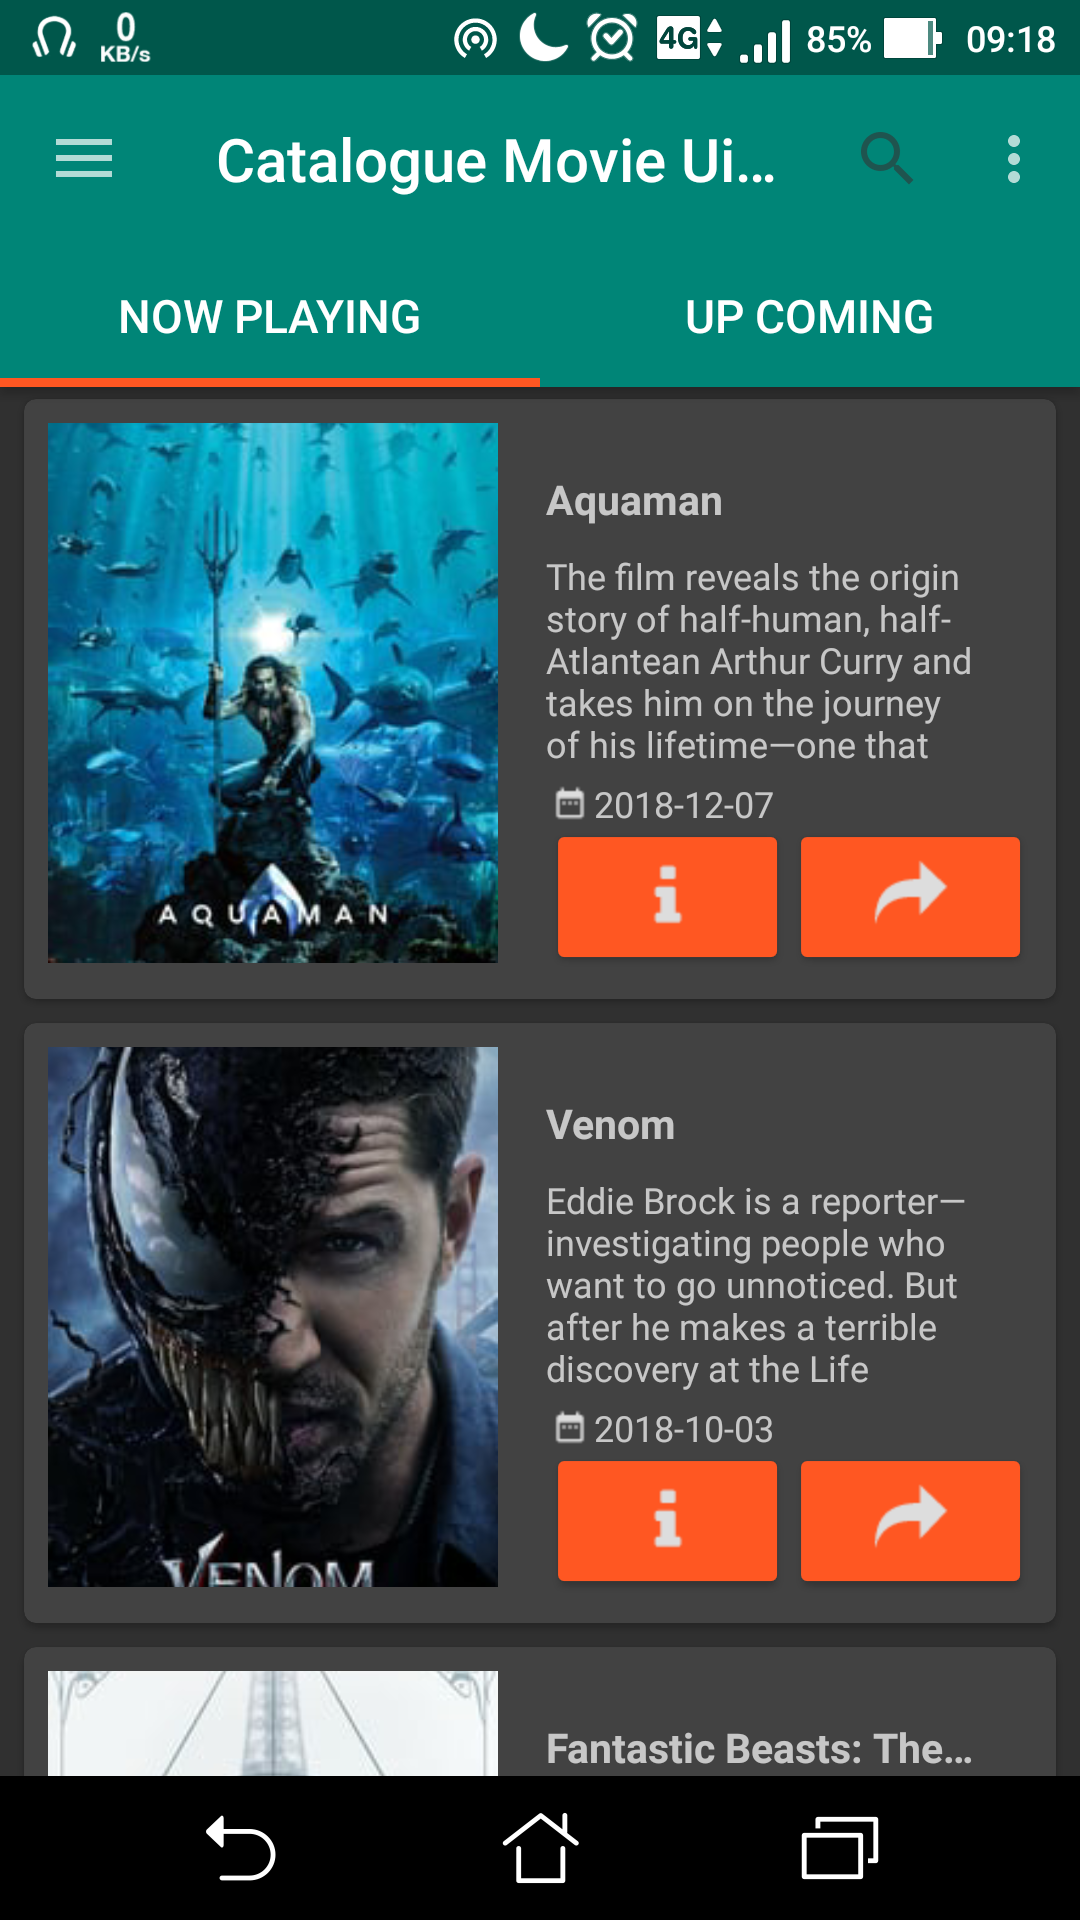 0
KB/s
4G
85%
09:18
Catalogue Movie Ui...
NOW PLAYING
UP COMING
Aquaman
The film reveals the origin
story of half-human, half-
Atlantean Arthur Curry and
takes him on the journey
of his lifetime—one that
2018-12-07
AQUAMAN
Venom
Eddie Brock is a reporter—
investigating people who
want to go unnoticed. But
after he makes a terrible
discovery at the Life
2018-10-03
VENOM
Fantastic Beasts: The...